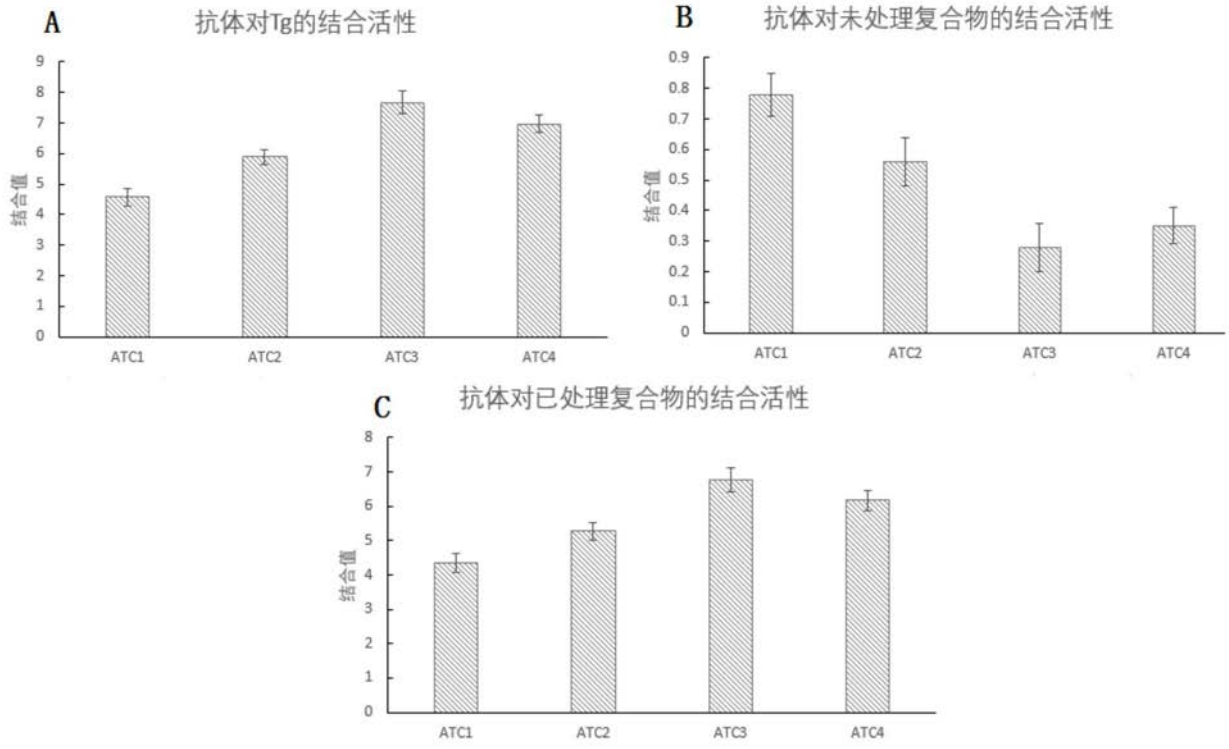 A
抗体对Tg的结合活性
9
8
7
6
5
4
3
2
1
0
结合值
ATC1 ATC2 ATC3 ATC4
B
抗体对未处理复合物的结合活性
0.9
0.8
0.7
0.6
0.5
0.4
0.3
0.2
0.1
0
结合值
ATC1 ATC2 ATC3 ATC4
C
抗体对已处理复合物的结合活性
8
7
6
5
4
3
2
1
0
结合值
ATC1 ATC2 ATC3 ATC4